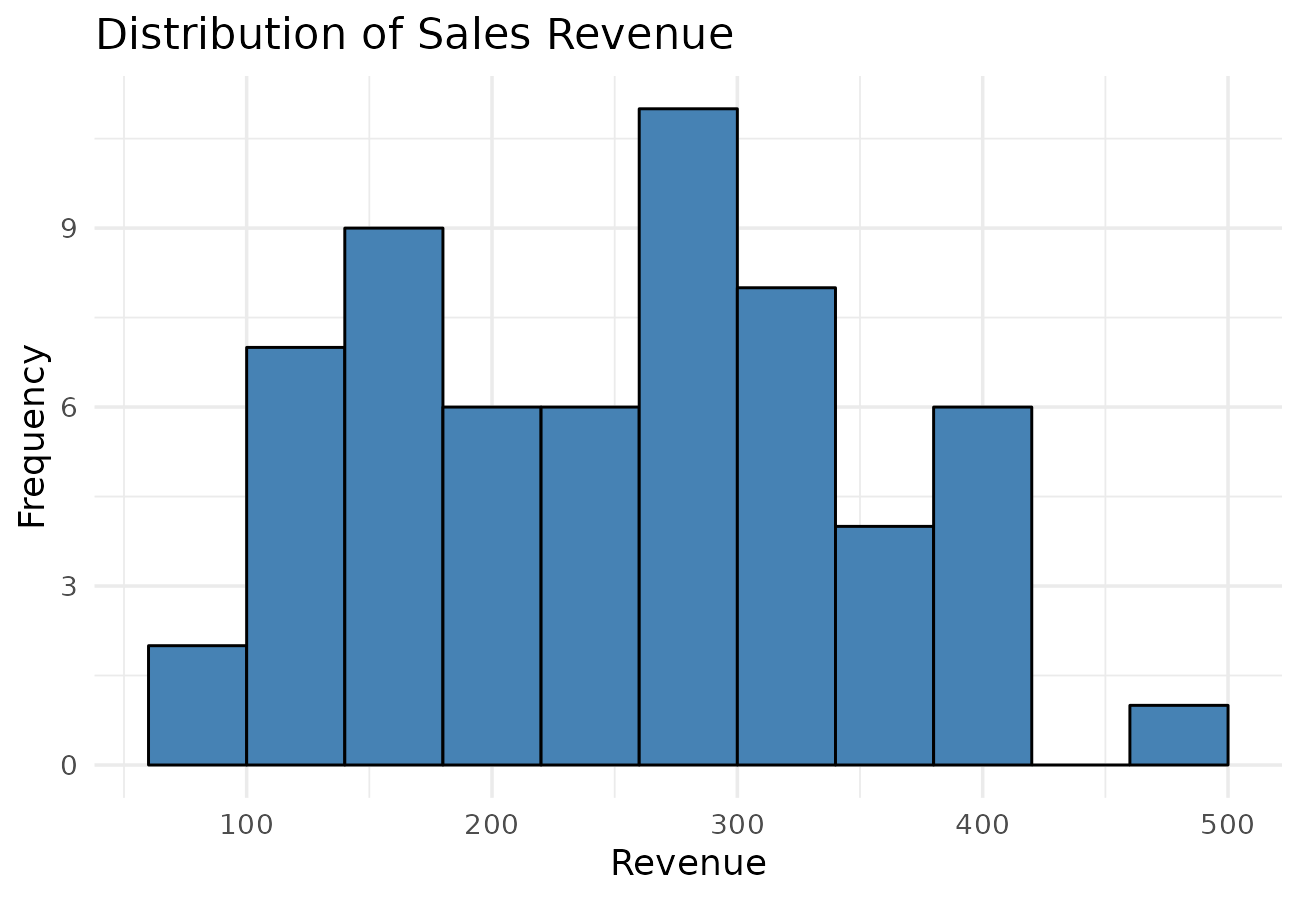 Distribution of Sales Revenue
Frequency
9
6
3
0
100 200 300 400 500
Revenue